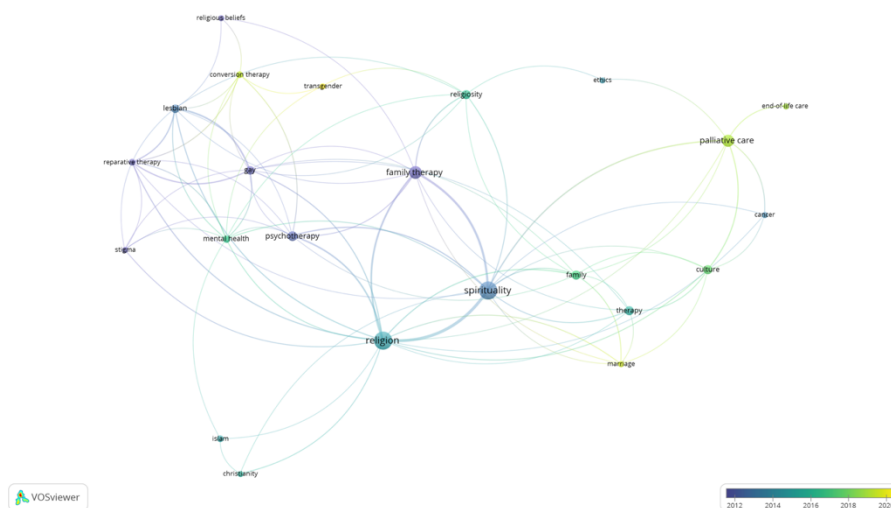 religious beliefs
conversion therapy
transgender
religiosity
ethics
end-of-life care
lesbian
palliative care
reparative therapy
gay
family therapy
cancer
mental health
psychotherapy
stigma
family
culture
spirituality
therapy
religion
marriage
islam
christianity
VOSviewer
2012 2014 2016 2018